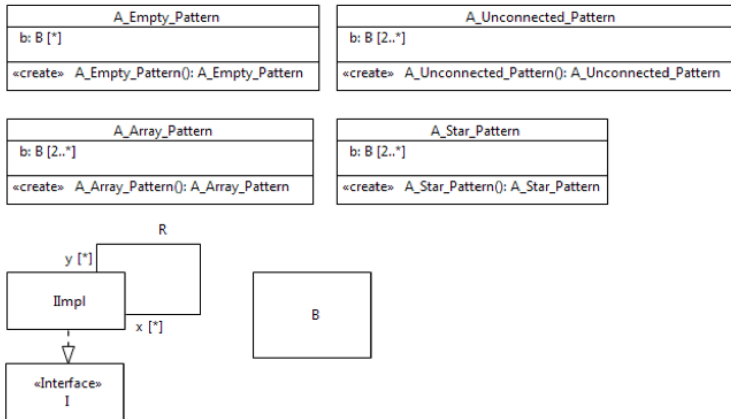 A_Empty_Pattern
b: B [*]
«create» A_Empty_Pattern(): A_Empty_Pattern
A_Unconnected_Pattern
b: B [2..*]
«create» A_Unconnected_Pattern(): A_Unconnected_Pattern
A_Array_Pattern
b: B [2..*]
«create» A_Array_Pattern(): A_Array_Pattern
A_Star_Pattern
b: B [2..*]
«create» A_Star_Pattern(): A_Star_Pattern
R
y [*]
IImpl
x [*]
B
«Interface»
I